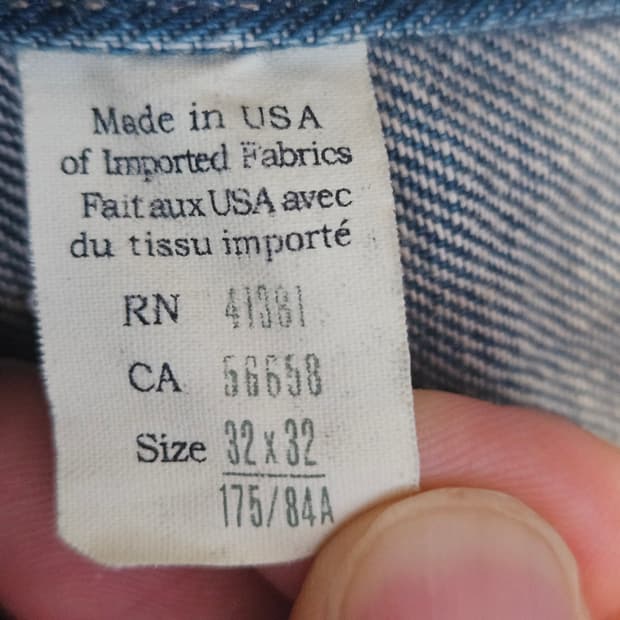 Made in USA
of Imported Fabrics
Fait aux USA avec
du tissu importé
RN 41381
CA 56658
Size 32 x 32
175/84A